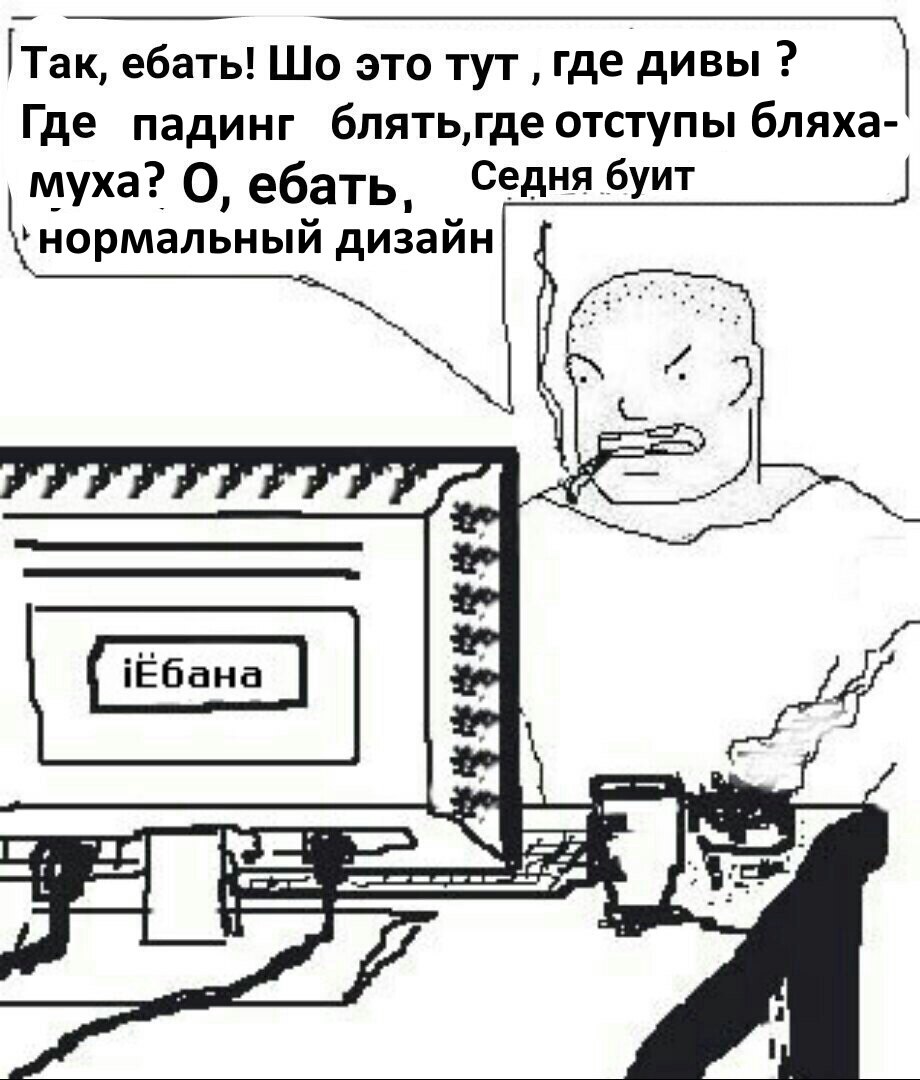 Так, ебать! Шо это тут , где дивы ?
Где падинг блять,где отступы бляха-
муха? О, ебать, Седня буит
нормальный дизайн
іЁбана